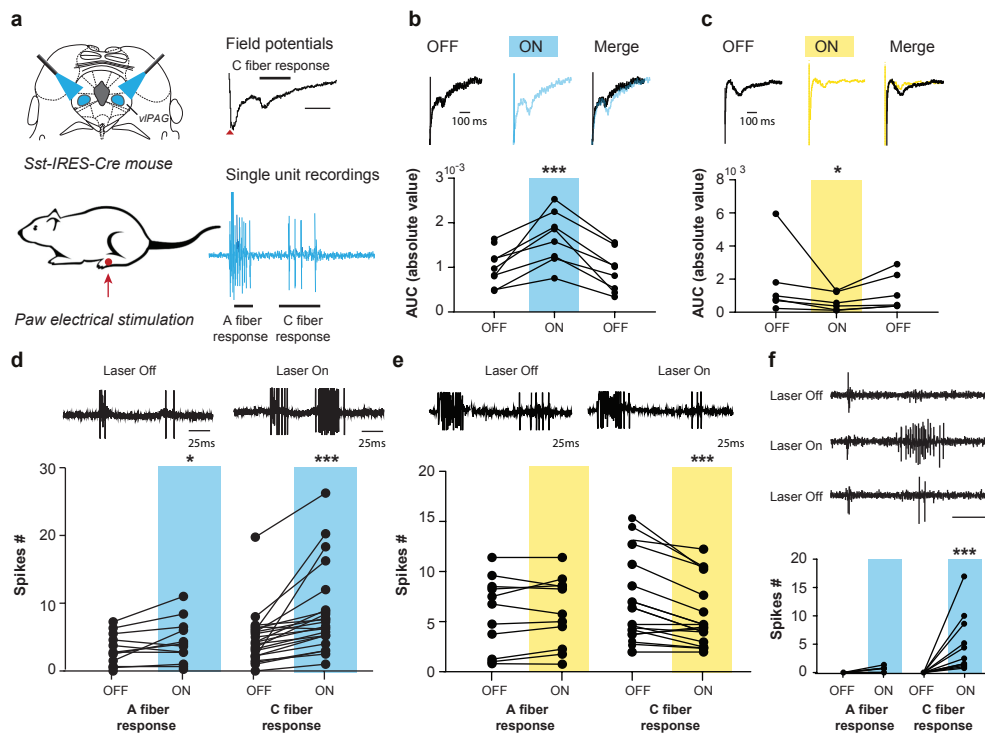 a
Field potentials
C fiber response
vlPAG
Sst-IRES-Cre mouse
Single unit recordings
Paw electrical stimulation
A fiber
response
C fiber
response
b
OFF
ON
Merge
100 ms
***
3
10⁻³
2
1
0
AUC (absolute value)
OFF
ON
OFF
c
OFF
ON
Merge
100 ms
*
8
10 3
6
4
2
0
AUC (absolute value)
OFF
ON
OFF
d
Laser Off
Laser On
25ms
25ms
*
***
30
20
10
0
Spikes #
OFF
ON
OFF
ON
A fiber
response
C fiber
response
e
Laser Off
Laser On
25ms
25ms
***
20
15
10
5
0
Spikes #
OFF
ON
OFF
ON
A fiber
response
C fiber
response
f
Laser Off
Laser On
Laser Off
***
20
15
10
5
0
Spikes #
OFF
ON
OFF
ON
A fiber
response
C fiber
response